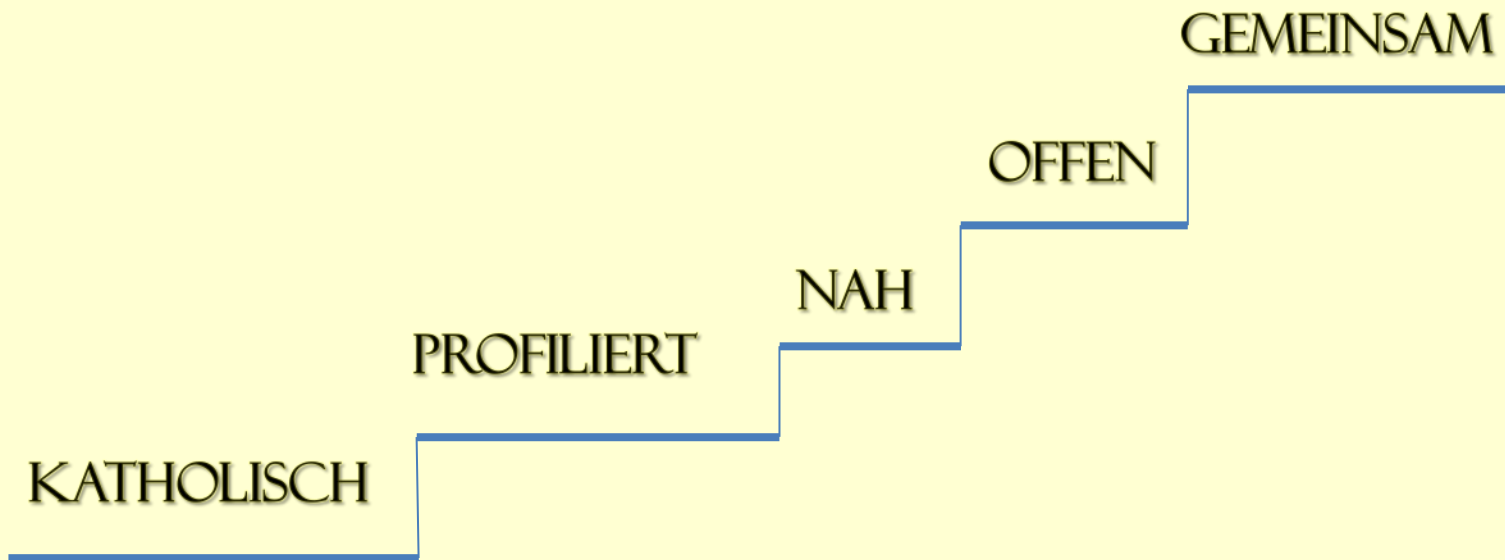 GEMEINSAM
OFFEN
NAH
PROFILIERT
KATHOLISCH